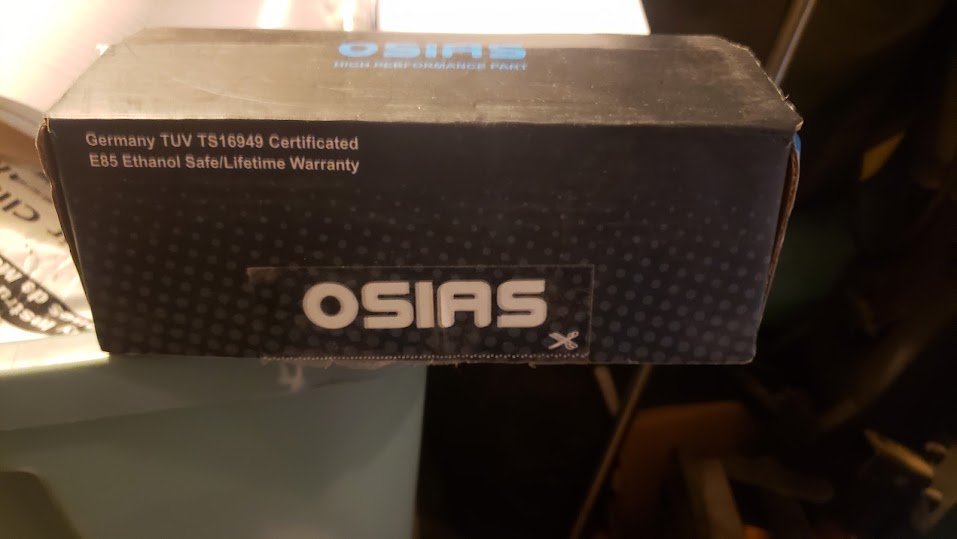 OSIAS
HIGH PERFORMANCE PART
Germany TUV TS16949 Certificated
E85 Ethanol Safe/Lifetime Warranty
OSIAS